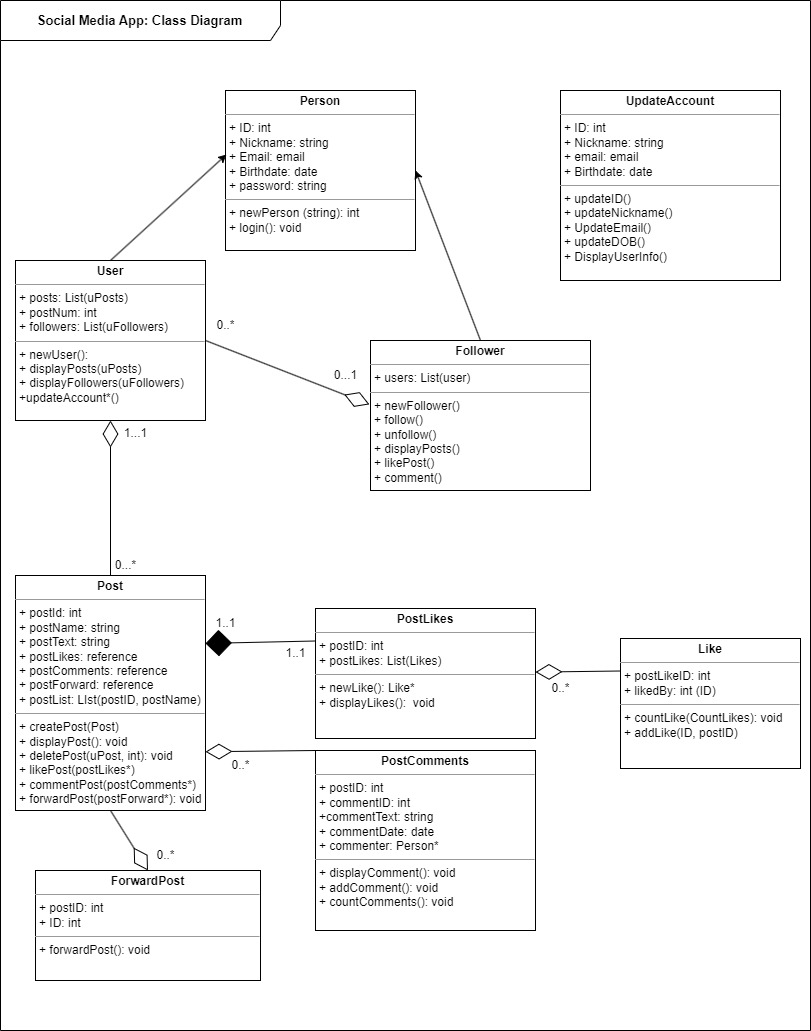 Social Media App: Class Diagram
Person
+ ID: int
+ Nickname: string
+ Email: email
+ Birthdate: date
+ password: string
+ newPerson (string): int
+ login(): void
UpdateAccount
+ ID: int
+ Nickname: string
+ email: email
+ Birthdate: date
+ updateID()
+ updateNickname()
+ UpdateEmail()
+ updateDOB()
+ DisplayUserInfo()
User
+ posts: List(uPosts)
+ postNum: int
+ followers: List(uFollowers)
+ newUser():
+ displayPosts(uPosts)
+ displayFollowers(uFollowers)
+updateAccount*()
0..*
0...1
Follower
+ users: List(user)
+ newFollower()
+ follow()
+ unfollow()
+ displayPosts()
+ likePost()
+ comment()
1...1
0...*
Post
+ postId: int
+ postName: string
+ postText: string
+ postLikes: reference
+ postComments: reference
+ postForward: reference
+ postList: LIst(postID, postName)
+ createPost(Post)
+ displayPost(): void
+ deletePost(uPost, int): void
+ likePost(postLikes*)
+ commentPost(postComments*)
+ forwardPost(postForward*): void
1..1
1..1
PostLikes
+ postID: int
+ postLikes: List(Likes)
+ newLike(): Like*
+ displayLikes():  void
0..*
Like
+ postLikeID: int
+ likedBy: int (ID)
+ countLike(CountLikes): void
+ addLike(ID, postID)
0..*
PostComments
+ postID: int
+ commentID: int
+commentText: string
+ commentDate: date
+ commenter: Person*
+ displayComment(): void
+ addComment(): void
+ countComments(): void
0..*
ForwardPost
+ postID: int
+ ID: int
+ forwardPost(): void